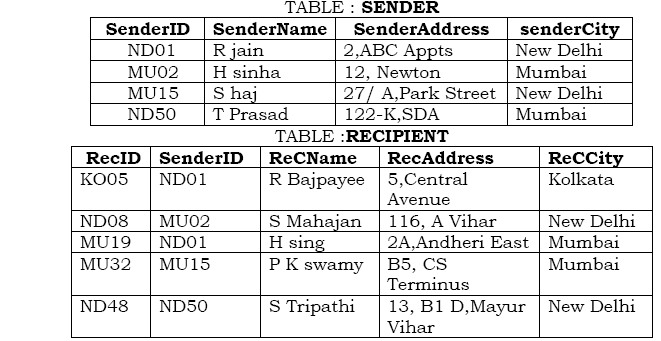 TABLE : SENDER
SenderID SenderName SenderAddress senderCity
ND01 R jain 2,ABC Appts New Delhi
MU02 H sinha 12, Newton Mumbai
MU15 S haj 27/ A,Park Street New Delhi
ND50 T Prasad 122-K,SDA Mumbai
TABLE :RECIPIENT
RecID SenderID ReCName RecAddress ReCCity
KO05 ND01 R Bajpayee 5,Central Kolkata
Avenue
ND08 MU02 S Mahajan 116, A Vihar New Delhi
MU19 ND01 H sing 2A,Andheri East Mumbai
MU32 MU15 P K swamy B5, CS Mumbai
Terminus
ND48 ND50 S Tripathi 13, B1 D,Mayur New Delhi
Vihar